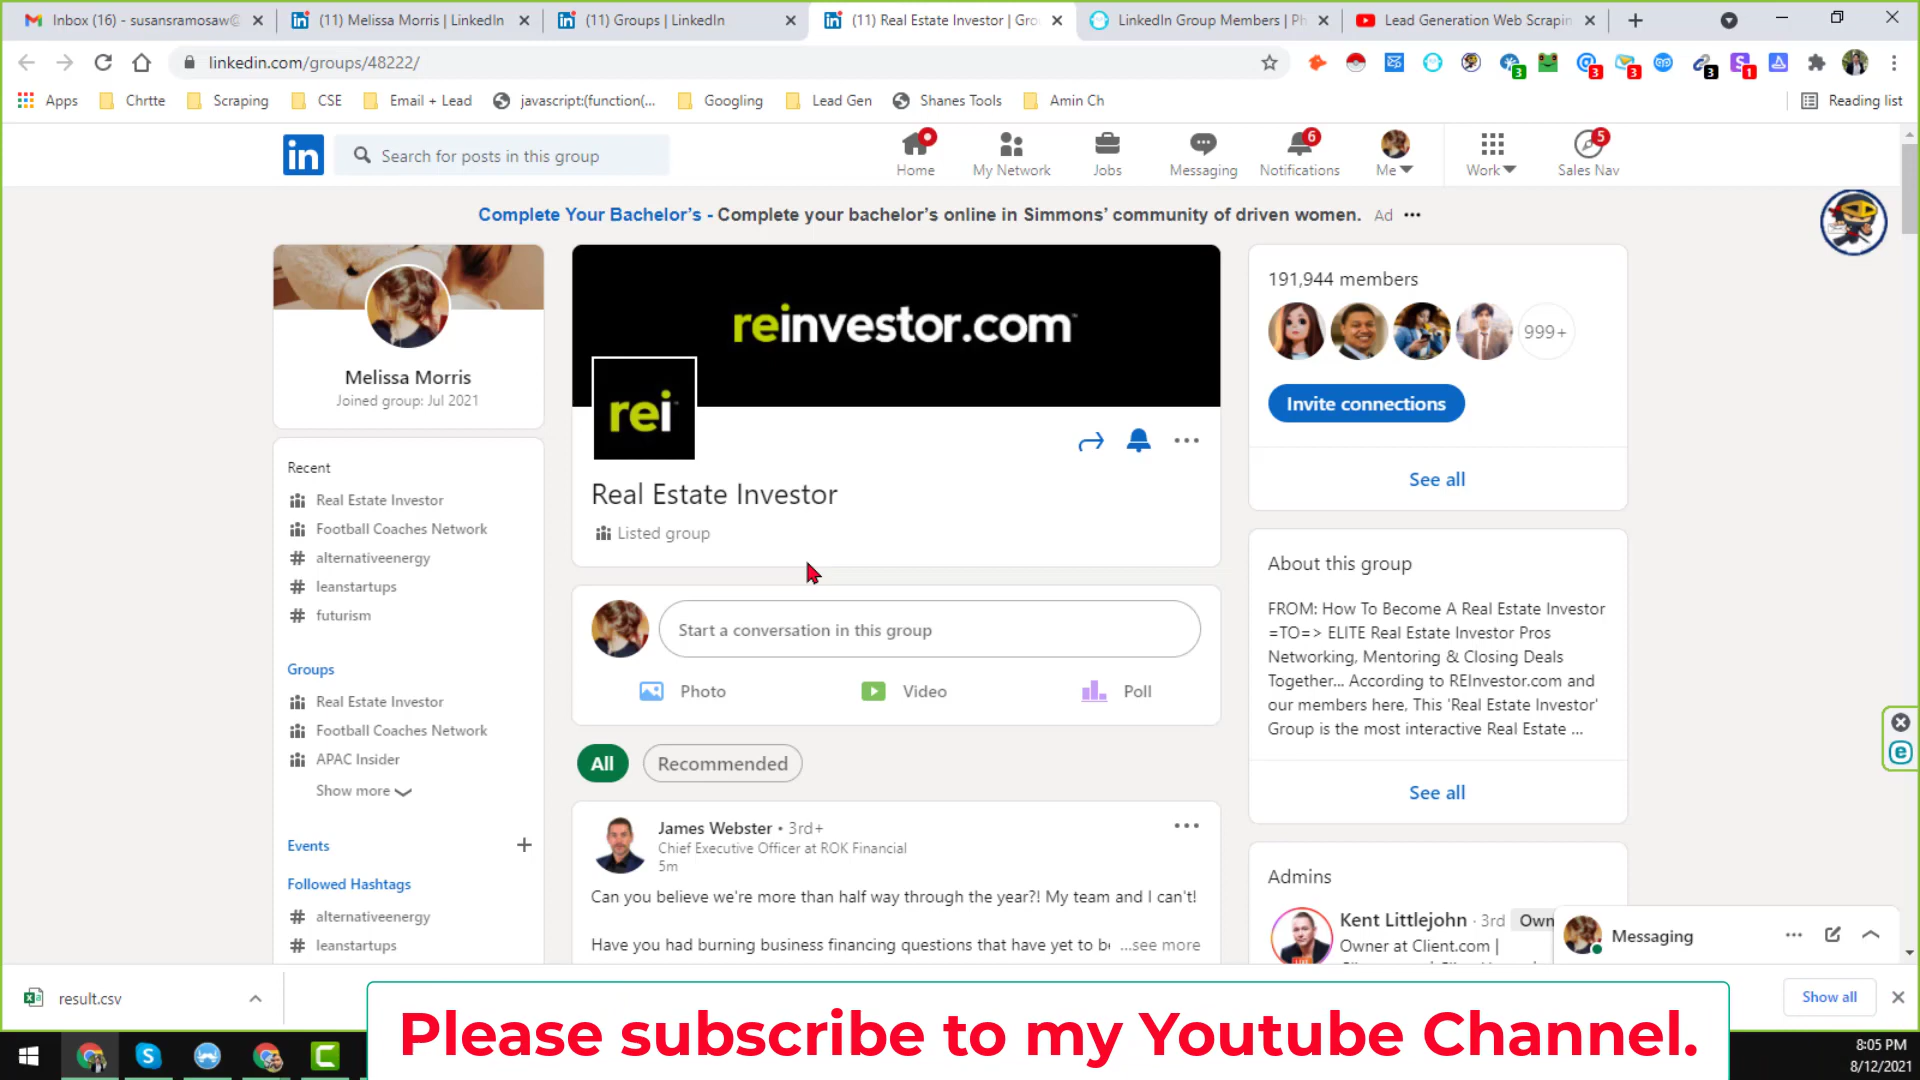 Inbox (16) - susansramosaw@
(11) Melissa Morris | LinkedIn
(11) Groups | LinkedIn
(11) Real Estate Investor | Gro
LinkedIn Group Members | Ph
Lead Generation Web Scrapin
linkedin.com/groups/48222/
3
3
3
3
1
Apps
Chrtte
Scraping
CSE
Email + Lead
javascript:(function(...
Googling
Lead Gen
Shanes Tools
Amin Ch
Reading list
in
Search for posts in this group
Home
My Network
Jobs
Messaging
6
Notifications
Me
Work
5
Sales Nav
Complete Your Bachelor's - Complete your bachelor's online in Simmons' community of driven women. Ad
Melissa Morris
Joined group: Jul 2021
Recent
Real Estate Investor
Football Coaches Network
# alternativeenergy
# leanstartups
# futurism
Groups
Real Estate Investor
Football Coaches Network
APAC Insider
Show more
Events
Followed Hashtags
# alternativeenergy
# leanstartups
reinvestor.com
rei
Real Estate Investor
Listed group
Start a conversation in this group
Photo
Video
Poll
All
Recommended
James Webster • 3rd+
Chief Executive Officer at ROK Financial
5m
Can you believe we're more than half way through the year?! My team and I can't!
Have you had burning business financing questions that have yet to be ...see more
191,944 members
999+
Invite connections
See all
About this group
FROM: How To Become A Real Estate Investor
=TO=> ELITE Real Estate Investor Pros
Networking, Mentoring & Closing Deals
Together... According to REInvestor.com and
our members here, This 'Real Estate Investor'
Group is the most interactive Real Estate ...
See all
Admins
Kent Littlejohn · 3rd Own
Owner at Client.com |
Messaging
result.csv
Show all
Please subscribe to my Youtube Channel.
8:05 PM
8/12/2021